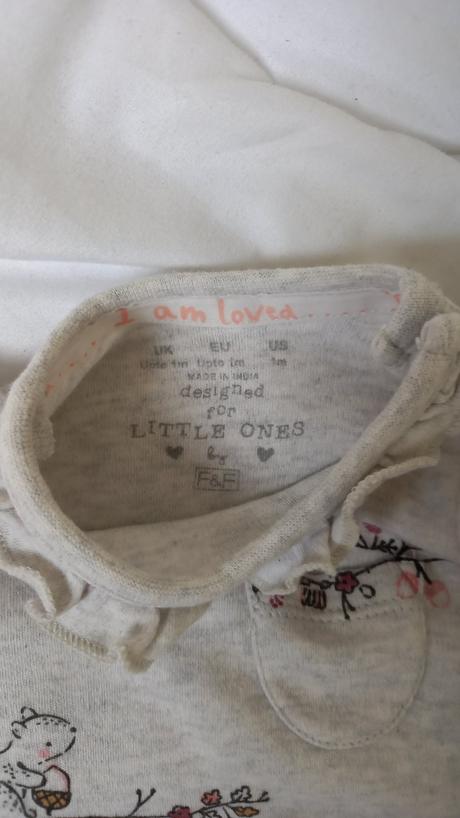 I am loved.....
UK EU US
Upto 1m Upto 1m 1m
MADE IN INDIA
designed
for
LITTLE ONES
by
F&F